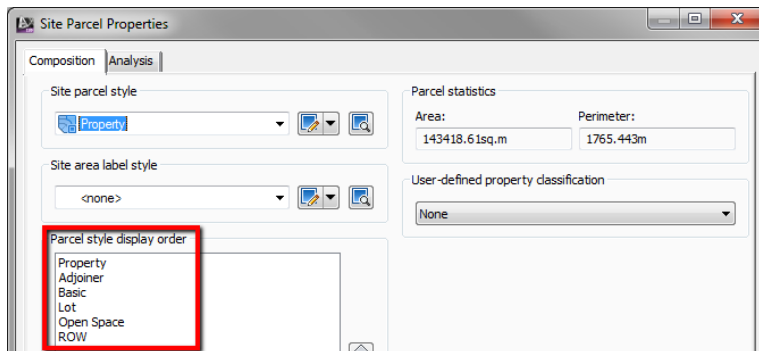 Site Parcel Properties
Composition
Analysis
Site parcel style
Property
Site area label style
<none>
Parcel style display order
Property
Adjoiner
Basic
Lot
Open Space
ROW
Parcel statistics
Area:
Perimeter:
143418.61sq.m
1765.443m
User-defined property classification
None